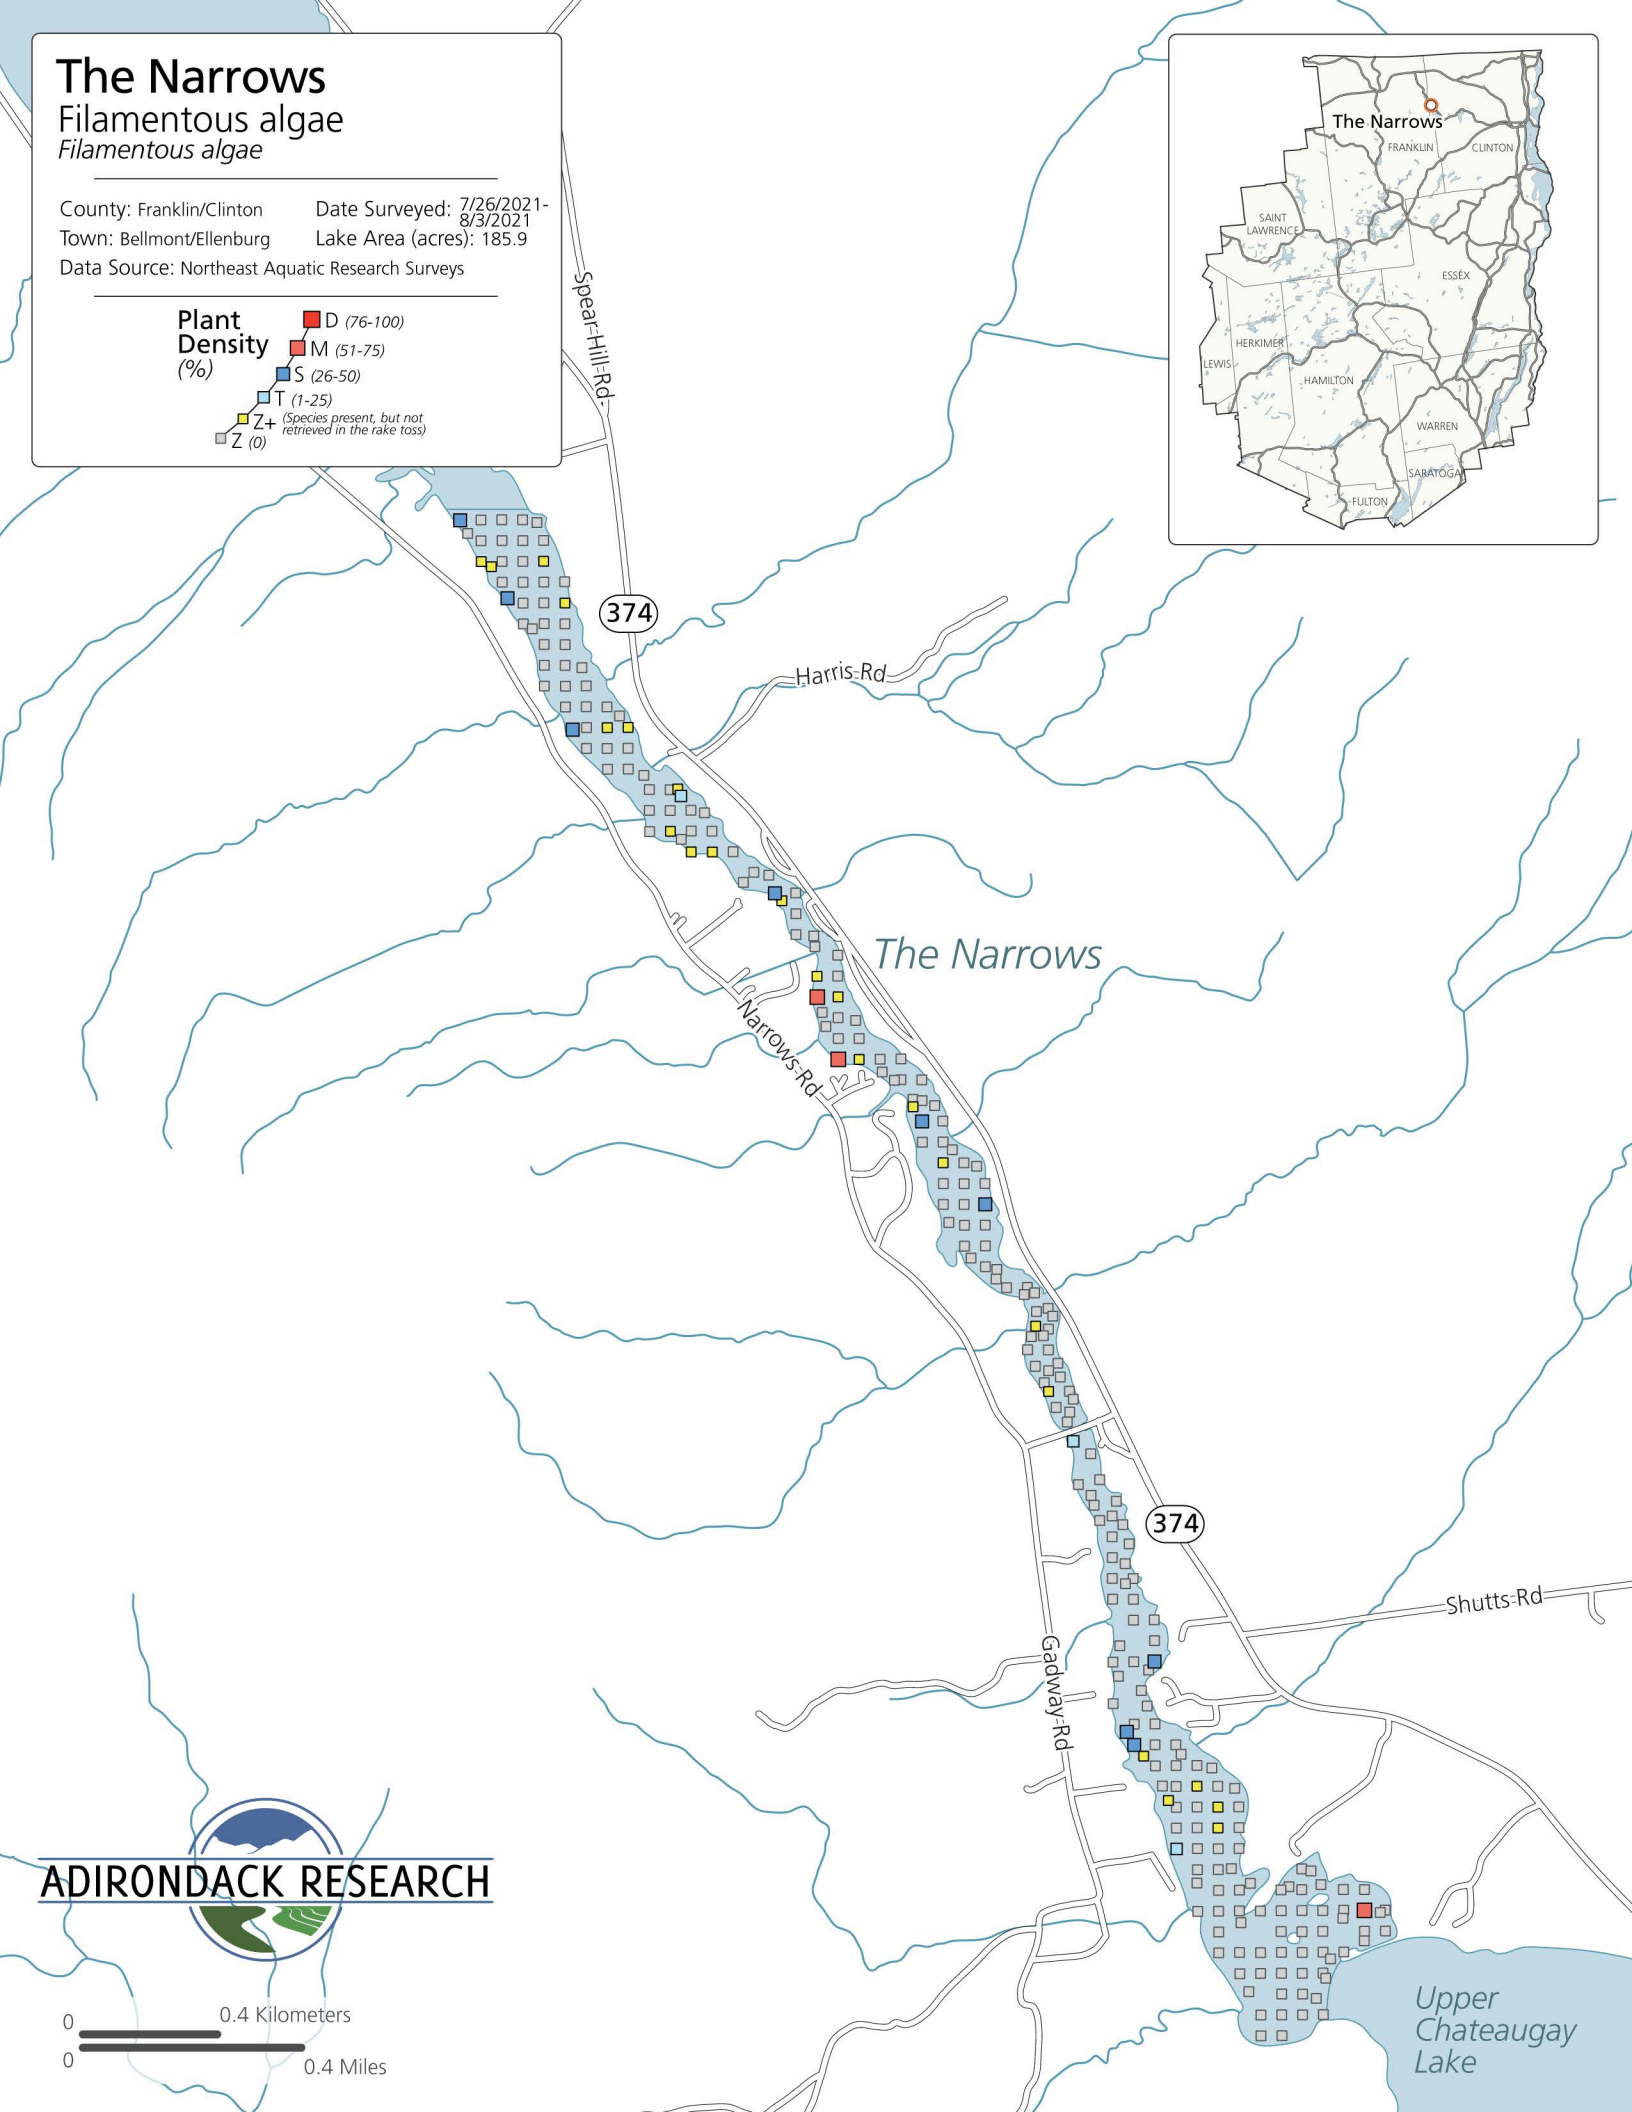 The Narrows
Filamentous algae
Filamentous algae
County: Franklin/Clinton
Date Surveyed: 7/26/2021-
8/3/2021
Town: Bellmont/Ellenburg
Lake Area (acres): 185.9
Data Source: Northeast Aquatic Research Surveys
Plant
Density
(%)
D (76-100)
M (51-75)
S (26-50)
T (1-25)
Z+ (Species present, but not
retrieved in the rake toss)
Z (0)
The Narrows
FRANKLIN
CLINTON
SAINT
LAWRENCE
ESSEX
HERKIMER
LEWIS
HAMILTON
WARREN
SARATOGA
FULTON
Spear-Hill-Rd-
374
Harris-Rd
The Narrows
Narrows-Rd
374
Shutts-Rd
Gadway-Rd
ADIRONDACK RESEARCH
0
0.4 Kilometers
0
0.4 Miles
Upper
Chateaugay
Lake